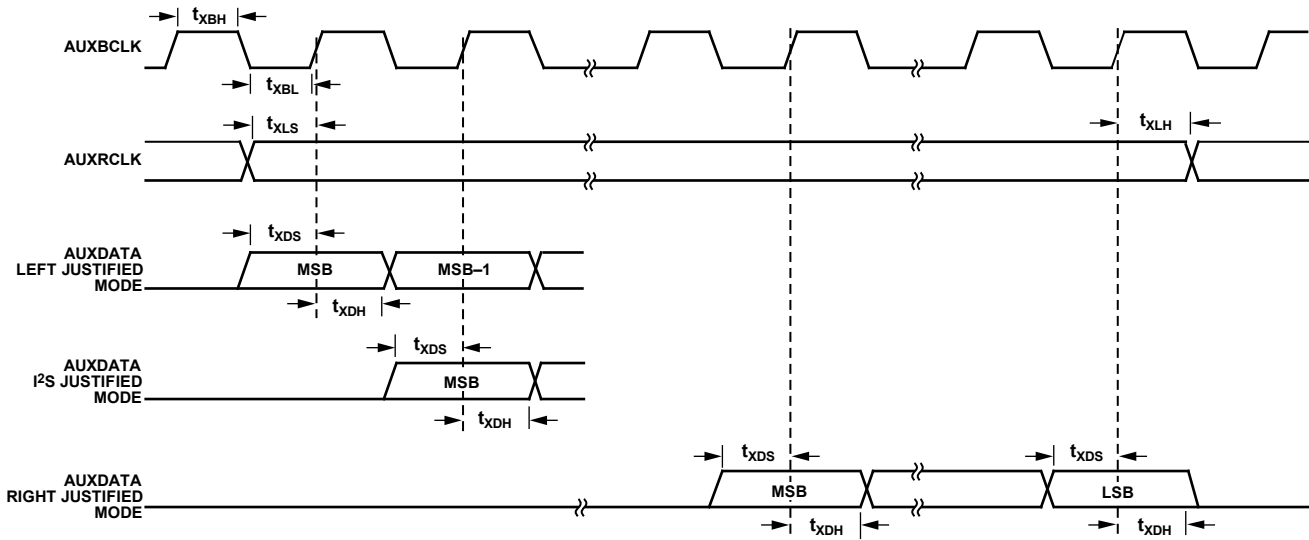 tXBH
AUXBCLK
tXBL
tXLS
tXLH
AUXRCLK
tXDS
AUXDATA
LEFT JUSTIFIED
MODE
MSB
MSB–1
tXDH
tXDS
AUXDATA
I²S JUSTIFIED
MODE
MSB
tXDH
tXDS
tXDS
AUXDATA
RIGHT JUSTIFIED
MODE
MSB
LSB
tXDH
tXDH